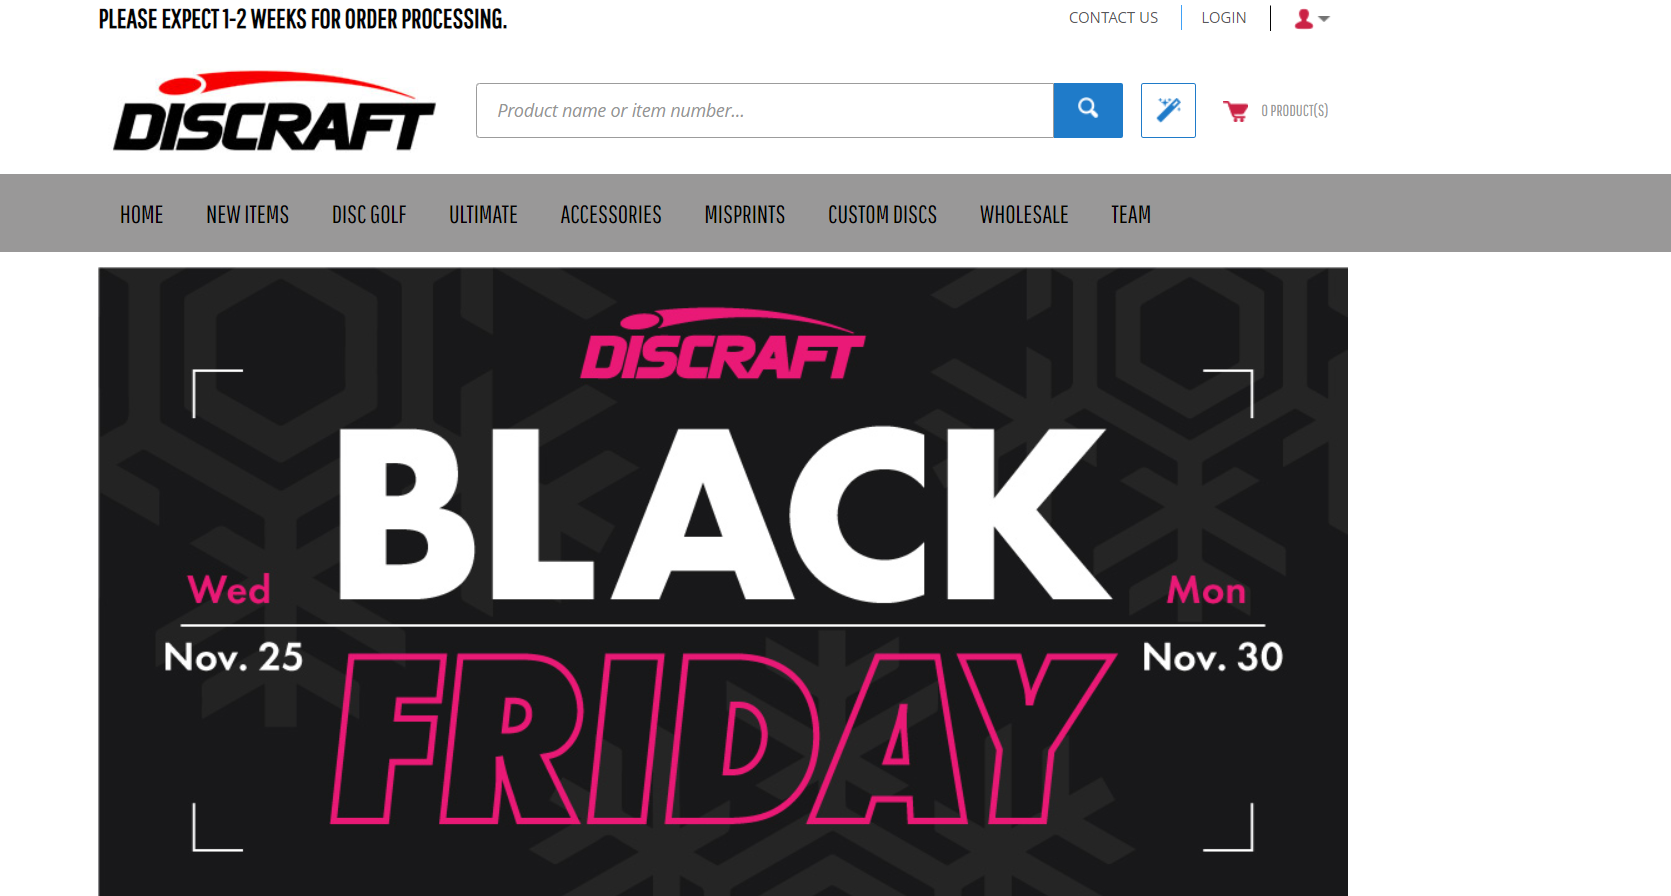 PLEASE EXPECT 1-2 WEEKS FOR ORDER PROCESSING.
CONTACT US
LOGIN
DISCRAFT
Product name or item number...
0 PRODUCT(S)
HOME NEW ITEMS DISC GOLF ULTIMATE ACCESSORIES MISPRINTS CUSTOM DISCS WHOLESALE TEAM
DISCRAFT
BLACK
Wed
Mon
Nov. 25
Nov. 30
FRIDAY